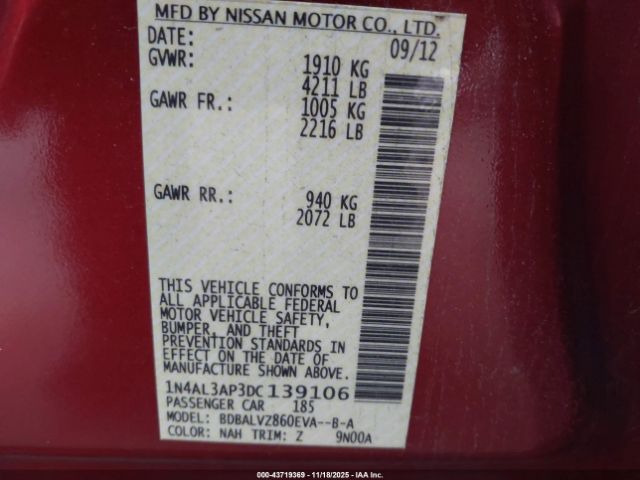 MFD BY NISSAN MOTOR CO., LTD.
DATE: 09/12
GVWR: 1910 KG
4211 LB
GAWR FR.: 1005 KG
2216 LB
GAWR RR.: 940 KG
2072 LB
THIS VEHICLE CONFORMS TO
ALL APPLICABLE FEDERAL
MOTOR VEHICLE SAFETY,
BUMPER, AND THEFT
PREVENTION STANDARDS IN
EFFECT ON THE DATE OF
MANUFACTURE SHOWN ABOVE.
1N4AL3AP3DC139106
PASSENGER CAR 185
MODEL: BDBALVZ860EVA--B-A
COLOR: NAH TRIM: Z 9N00A
000-43719369 | 11/18/2025 - IAA Inc.